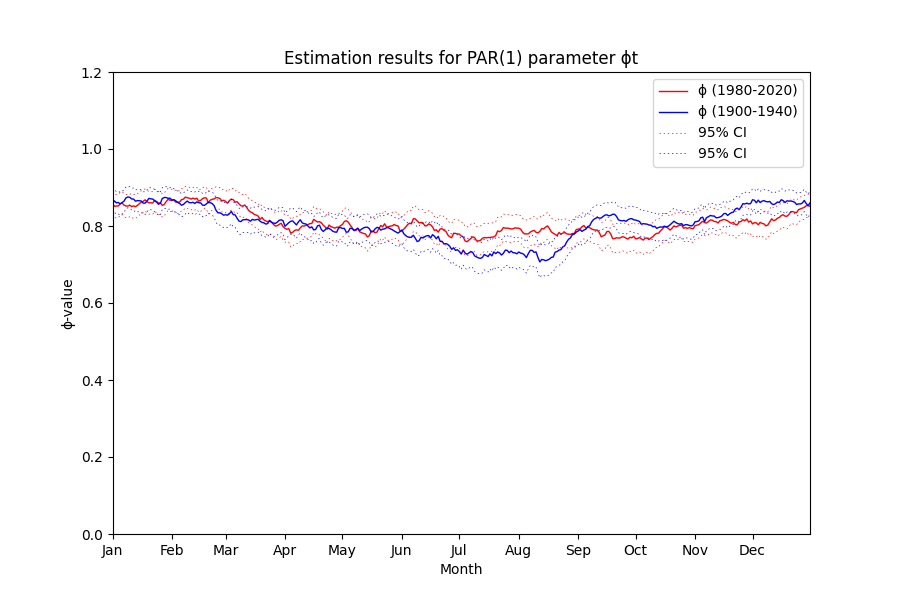 Estimation results for PAR(1) parameter ϕt
ϕ (1980-2020)
ϕ (1900-1940)
95% CI
95% CI
1.2
1.0
0.8
0.6
0.4
0.2
0.0
ϕ-value
Jan Feb Mar Apr May Jun Jul Aug Sep Oct Nov Dec
Month